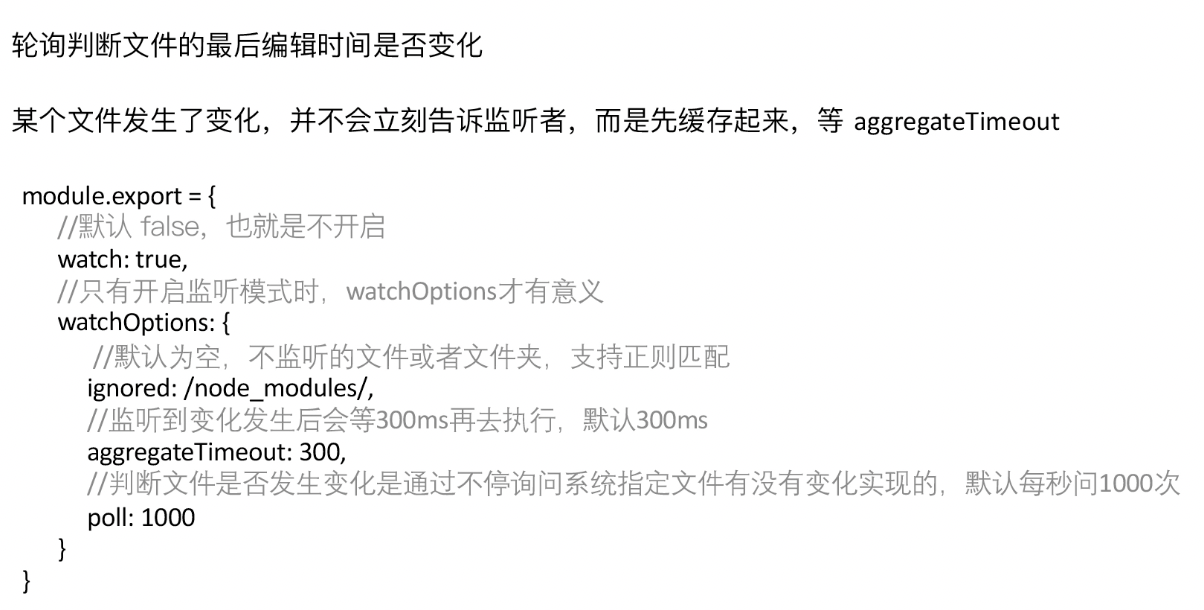 轮询判断文件的最后编辑时间是否变化
某个文件发生了变化，并不会立刻告诉监听者，而是先缓存起来，等 aggregateTimeout
module.export = {
//默认 false，也就是不开启
watch: true,
//只有开启监听模式时，watchOptions才有意义
watchOptions: {
//默认为空，不监听的文件或者文件夹，支持正则匹配
ignored: /node_modules/,
//监听到变化发生后会等300ms再去执行，默认300ms
aggregateTimeout: 300,
//判断文件是否发生变化是通过不停询问系统指定文件有没有变化实现的，默认每秒问1000次
poll: 1000
}
}